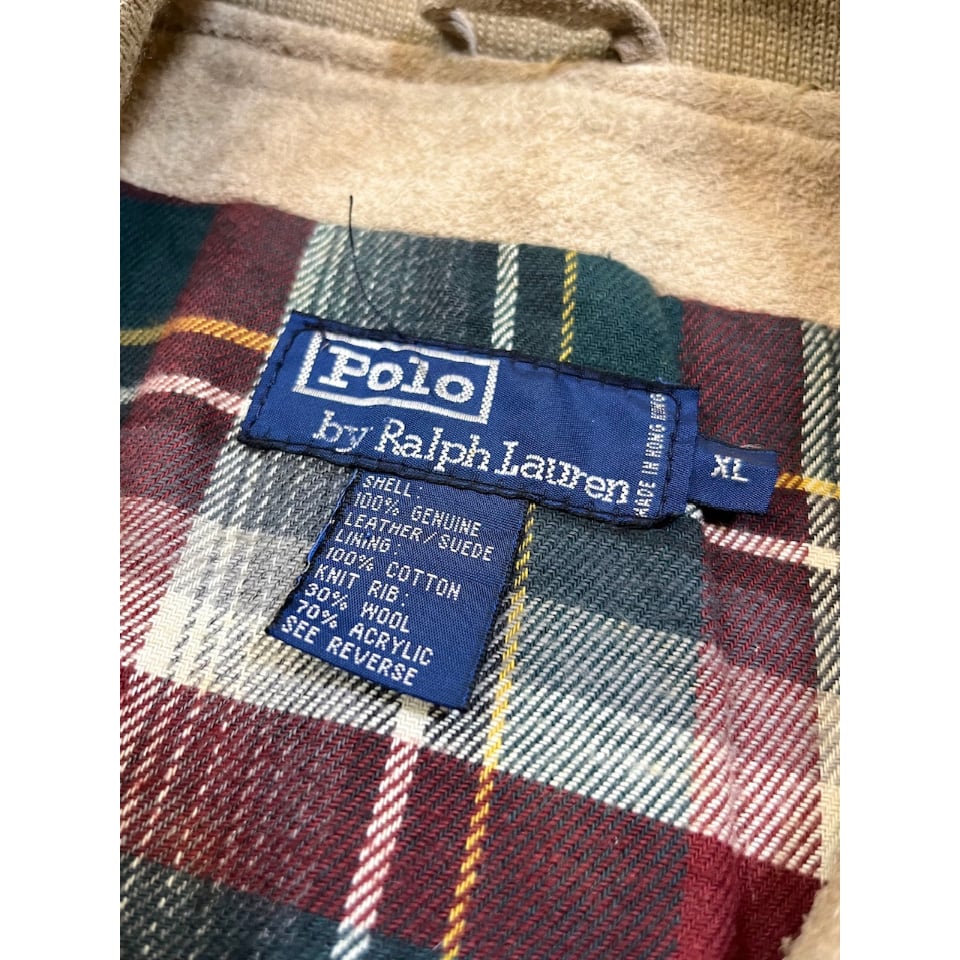 Polo
by Ralph Lauren
MADE IN HONG KONG
XL
SHELL:
100% GENUINE
LEATHER/SUEDE
LINING:
100% COTTON
KNIT RIB:
30% WOOL
70% ACRYLIC
SEE REVERSE